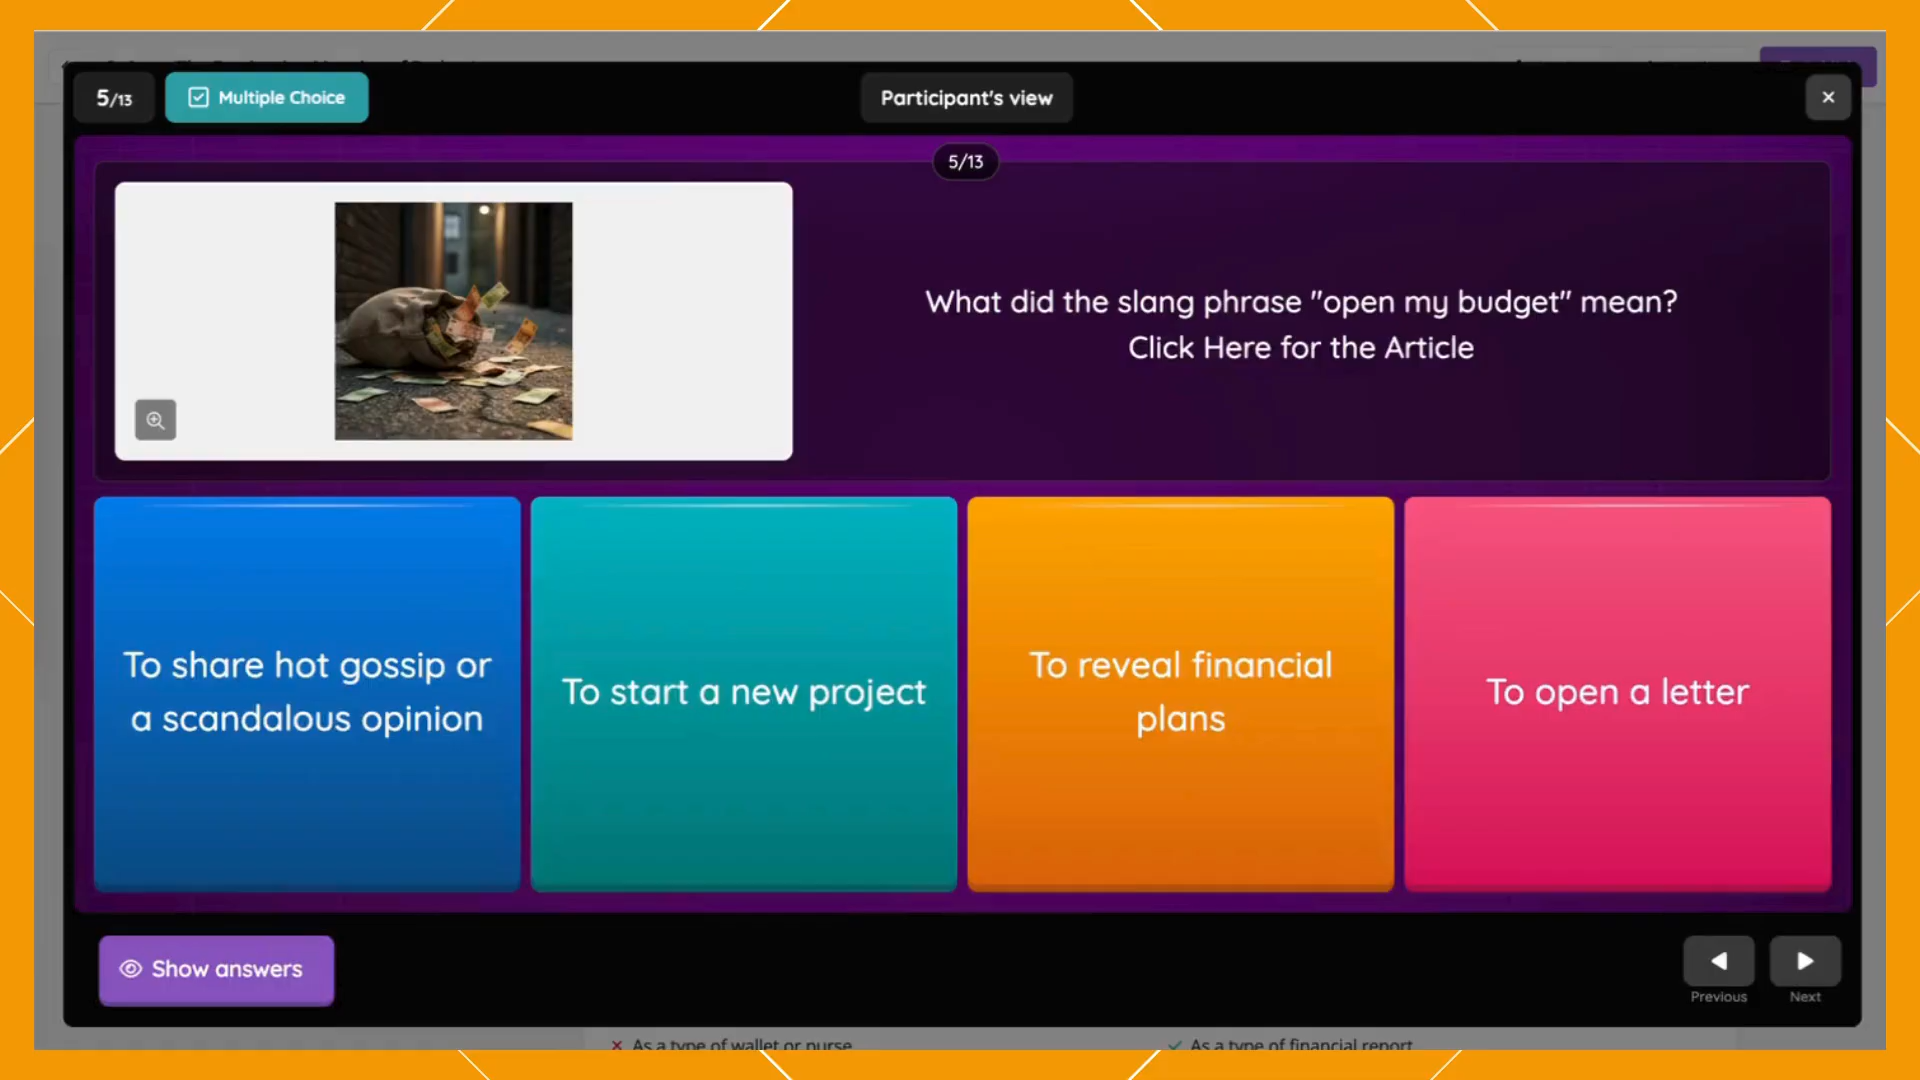 5/13
Multiple Choice
Participant's view
5/13
What did the slang phrase "open my budget" mean?
Click Here for the Article
To share hot gossip or
a scandalous opinion
To start a new project
To reveal financial
plans
To open a letter
Show answers
Previous
Next
As a type of wallet or purse
As a type of financial report